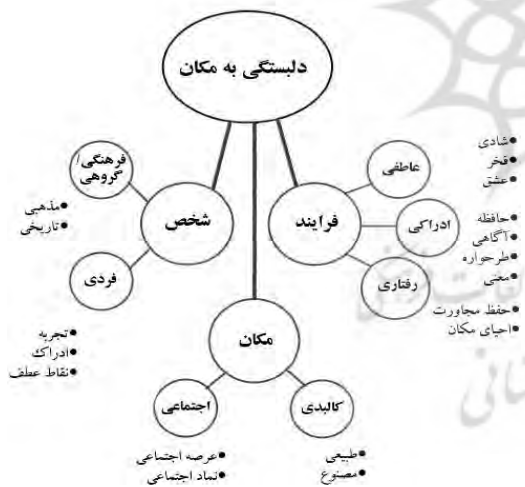 دلبستگی به مکان
فرایند
عاطفی
•شادی
•فخر
•عشق
ادراکی
•حافظه
•آگاهی
•طرحواره
•معنی
رفتاری
•حفظ مجاورت
•احیای مکان
شخص
فرهنگی/
گروهی
•مذهبی
•تاریخی
فردی
•تجربه
•ادراک
•نقاط عطف
مکان
اجتماعی
•عرصه اجتماعی
•نماد اجتماعی
کالبدی
•طبیعی
•مصنوع